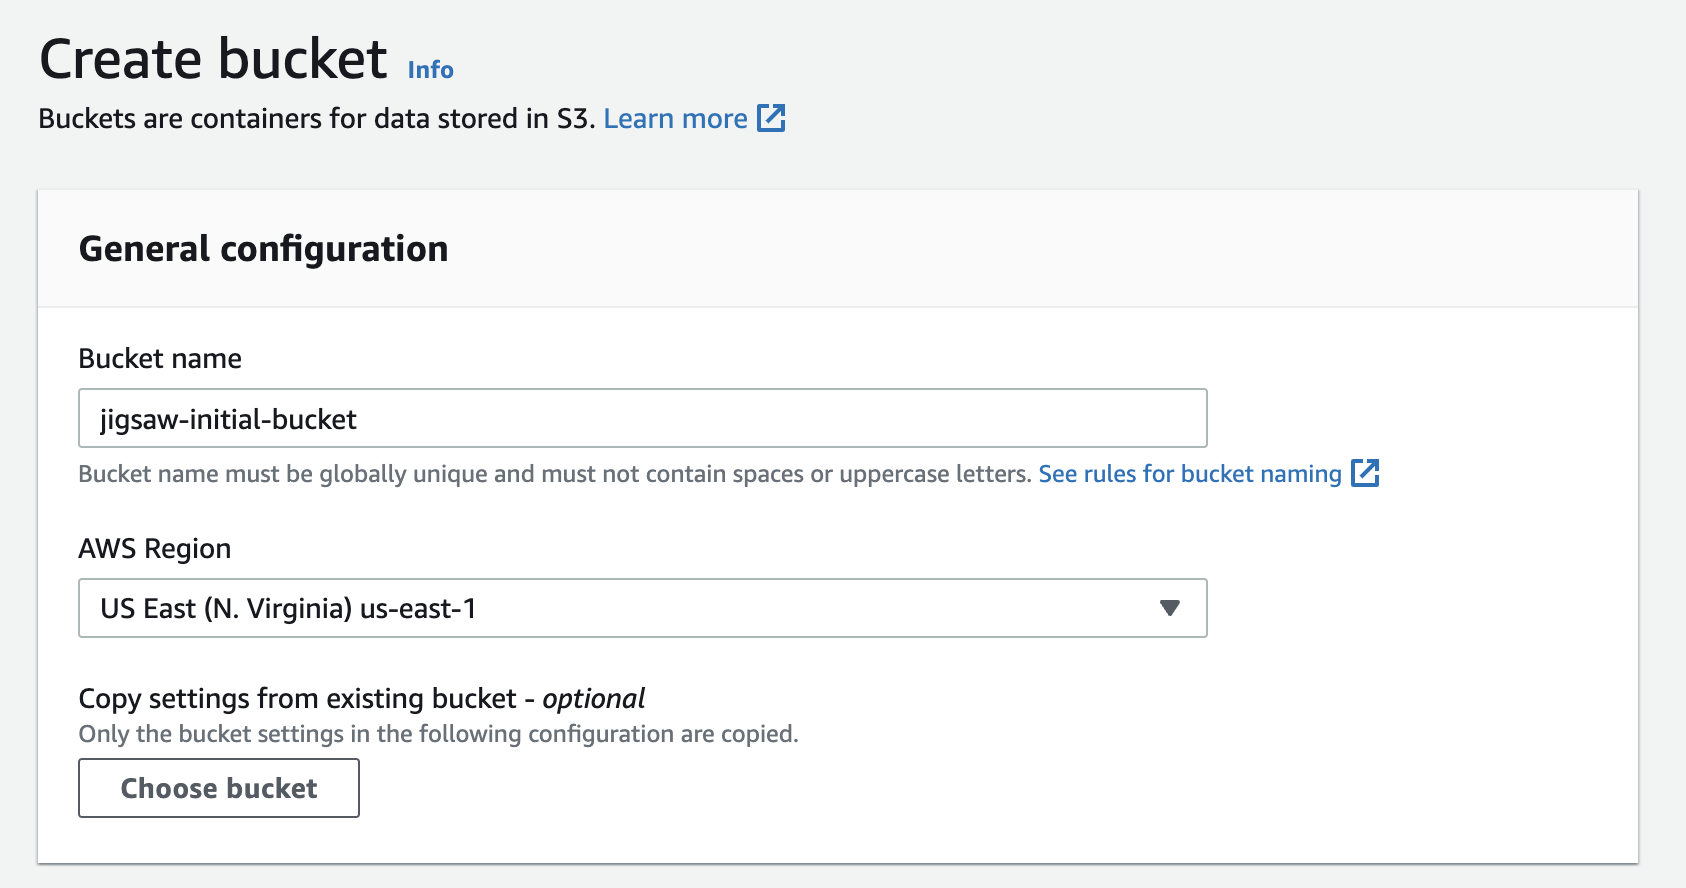 Create bucket Info
Buckets are containers for data stored in S3. Learn more
General configuration
Bucket name
jigsaw-initial-bucket
Bucket name must be globally unique and must not contain spaces or uppercase letters. See rules for bucket naming
AWS Region
US East (N. Virginia) us-east-1
Copy settings from existing bucket - optional
Only the bucket settings in the following configuration are copied.
Choose bucket